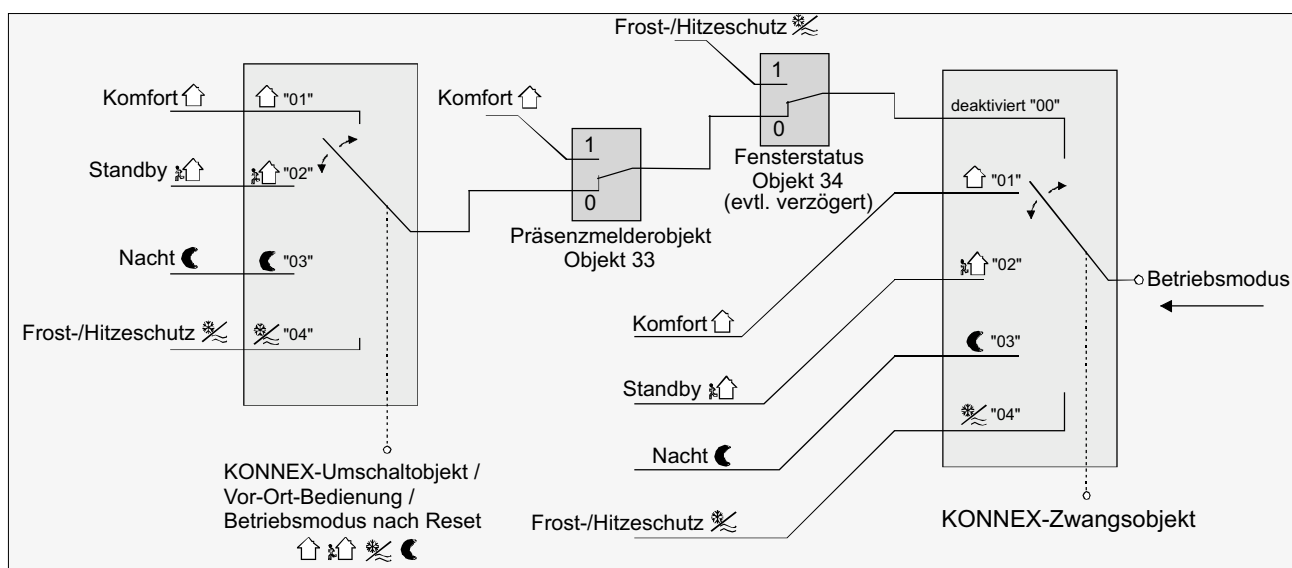 Frost-/Hitzeschutz
Komfort
"01"
Standby
"02"
Nacht
"03"
Frost-/Hitzeschutz
"04"
KONNEX-Umschaltobjekt /
Vor-Ort-Bedienung /
Betriebsmodus nach Reset
Komfort
1
0
Präsenzmelderobjekt
Objekt 33
1
0
Fensterstatus
Objekt 34
(evtl. verzögert)
deaktiviert "00"
"01"
"02"
"03"
"04"
Komfort
Standby
Nacht
Frost-/Hitzeschutz
Betriebsmodus
KONNEX-Zwangsobjekt